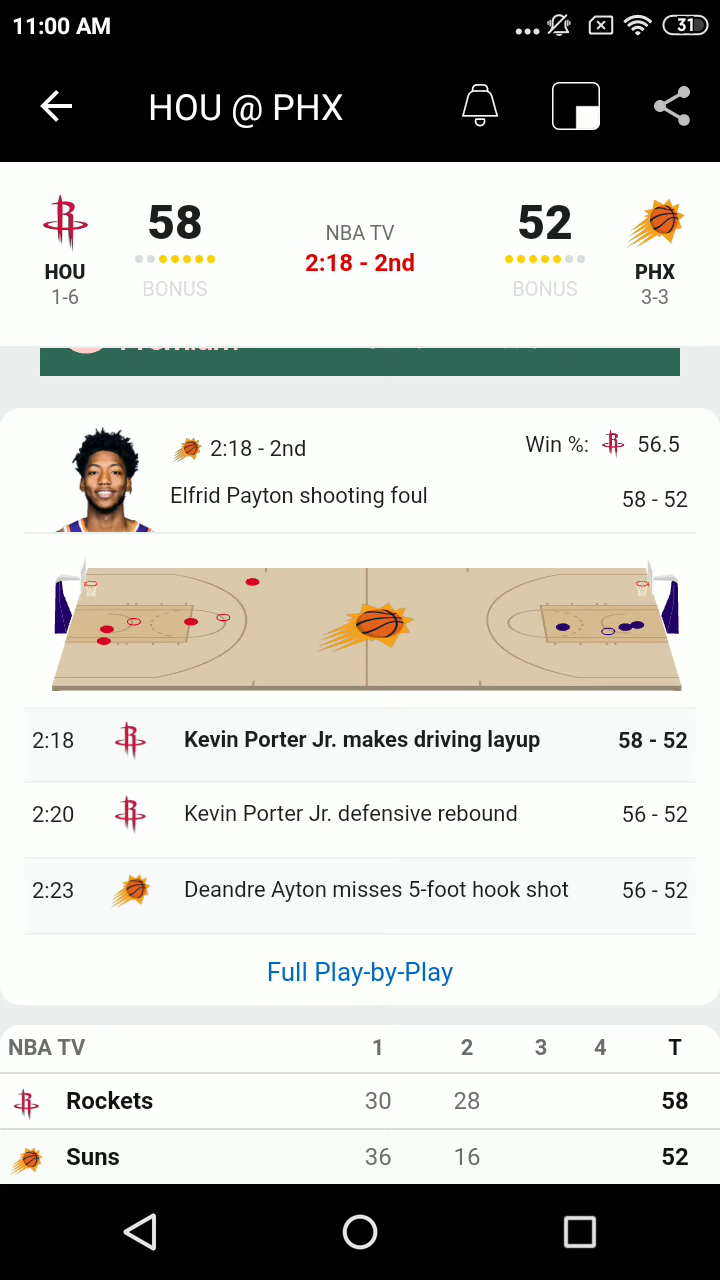 11:00 AM
31
HOU @ PHX
58
52
NBA TV
2:18 - 2nd
HOU
1-6
BONUS
BONUS
PHX
3-3
2:18 - 2nd
Win %:
56.5
Elfrid Payton shooting foul
58 - 52
2:18
Kevin Porter Jr. makes driving layup
58 - 52
2:20
Kevin Porter Jr. defensive rebound
56 - 52
2:23
Deandre Ayton misses 5-foot hook shot
56 - 52
Full Play-by-Play
NBA TV 1 2 3 4 T
Rockets 30 28 58
Suns 36 16 52